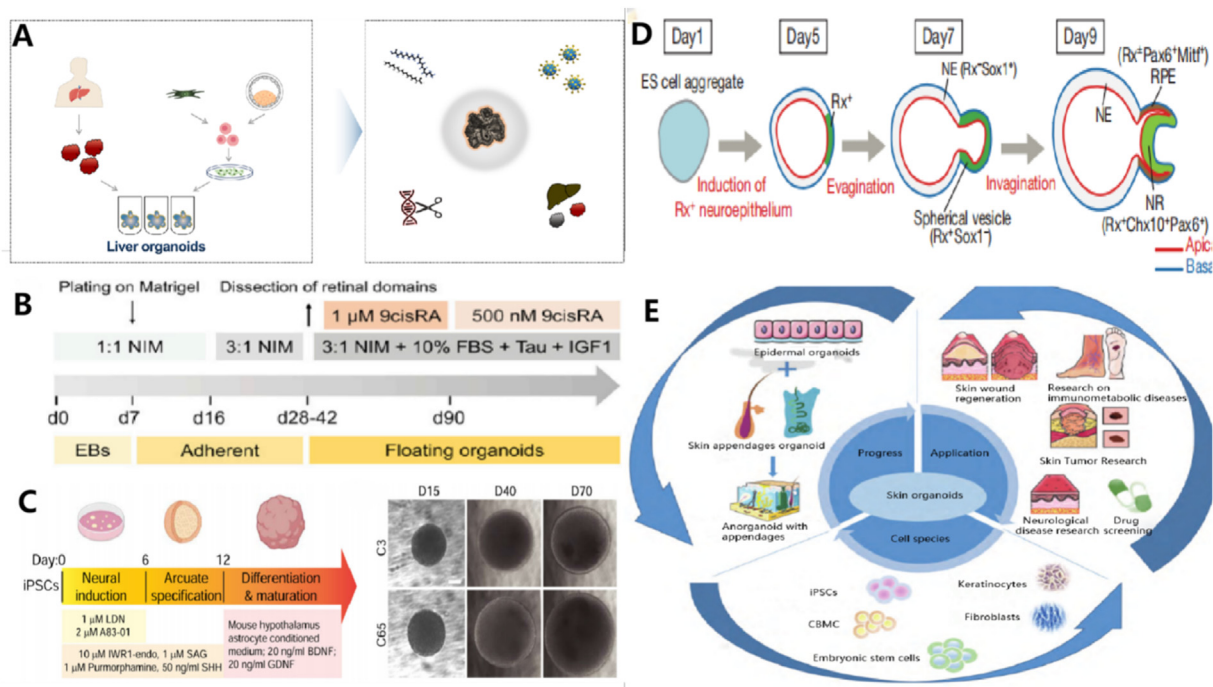 A
Liver organoids
B
Plating on Matrigel
Dissection of retinal domains
1 µM 9cisRA
500 nM 9cisRA
1:1 NIM
3:1 NIM
3:1 NIM + 10% FBS + Tau + IGF1
d0
d7
d16
d28-42
d90
EBs
Adherent
Floating organoids
C
Day:0
6
12
iPSCs
Neural
induction
Arcuate
specification
Differentiation
& maturation
1 µM LDN
2 µM A83-01
10 µM IWR1-endo, 1 µM SAG
1 µM Purmorphamine, 50 ng/ml SHH
Mouse hypothalamus
astrocyte conditioned
medium; 20 ng/ml BDNF;
20 ng/ml GDNF
D15
D40
D70
C3
C65
D
Day1
Day5
Day7
Day9
ES cell aggregate
Rx⁺
NE (Rx⁻Sox1⁺)
(Rx±Pax6⁺Mitf⁺)
RPE
NE
Induction of
Rx⁺ neuroepithelium
Evagination
Invagination
Spherical vesicle
(Rx⁺Sox1⁻)
NR
(Rx⁺Chx10⁺Pax6⁺)
Apic
Basa
E
Epidermal organoids
Skin appendages organoid
Anorganoid with
appendages
Progress
Application
Skin organoids
Cell species
Skin wound
regeneration
Research on
immunometabolic diseases
Skin Tumor Research
Neurological
disease research
Drug
screening
iPSCs
CBMC
Embryonic stem cells
Keratinocytes
Fibroblasts